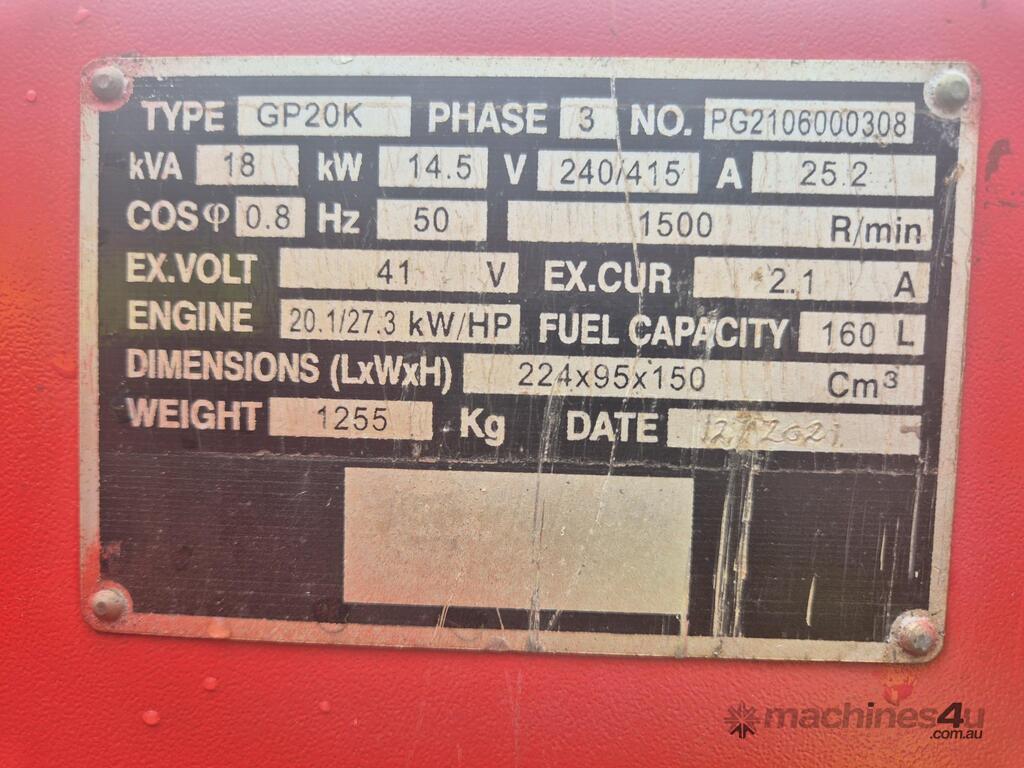 TYPE GP20K PHASE 3 NO. PG2106000308
kVA 18 kW 14.5 V 240/415 A 25.2
COSφ 0.8 Hz 50 1500 R/min
EX.VOLT 41 V EX.CUR 2.1 A
ENGINE 20.1/27.3 kW/HP FUEL CAPACITY 160 L
DIMENSIONS (LxWxH) 224x95x150 Cm³
WEIGHT 1255 Kg DATE 12/2021
machines4u
.com.au